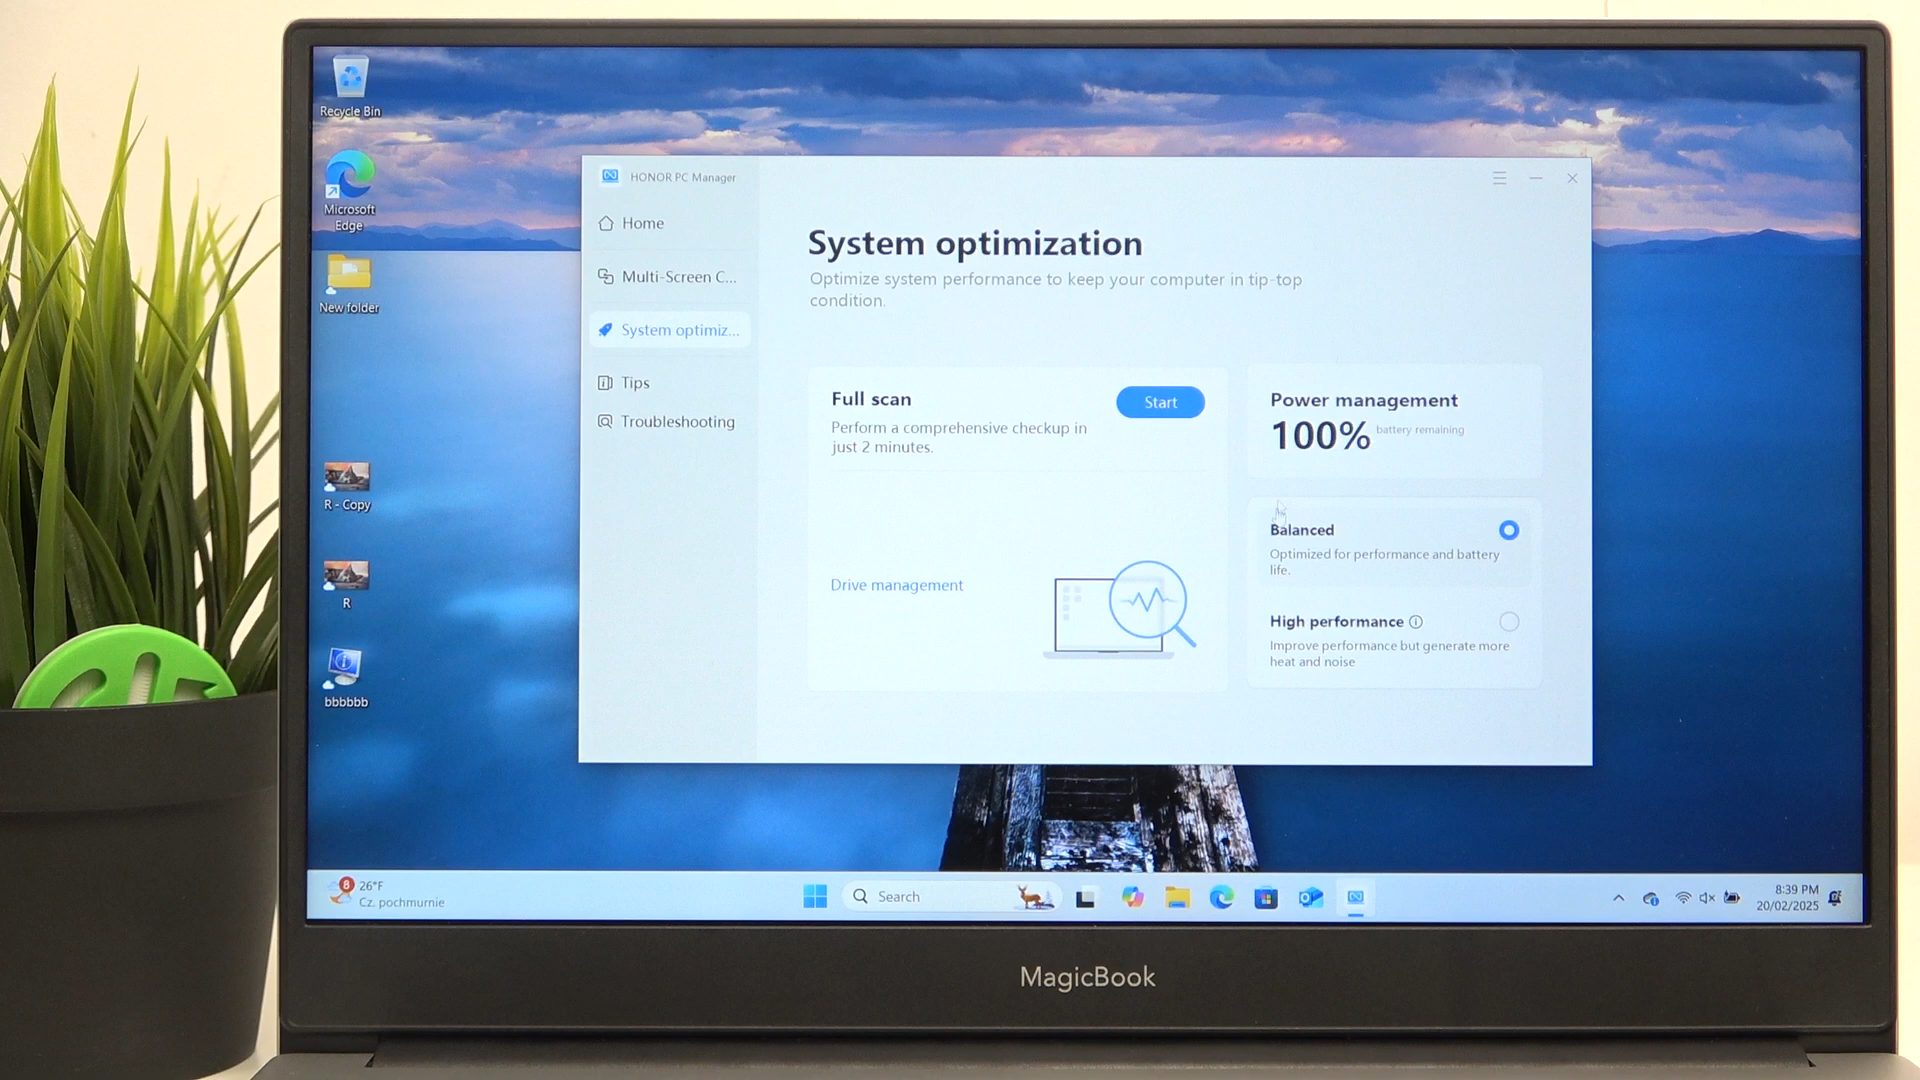 Recycle Bin
Microsoft
Edge
New folder
R - Copy
R
bbbbbb
HONOR PC Manager
Home
Multi-Screen C...
System optimiz...
Tips
Troubleshooting
System optimization
Optimize system performance to keep your computer in tip-top
condition.
Full scan
Start
Perform a comprehensive checkup in
just 2 minutes.
Drive management
Power management
100% battery remaining
Balanced
Optimized for performance and battery
life.
High performance
Improve performance but generate more
heat and noise
8
26°F
Cz. pochmurnie
Search
8:39 PM
20/02/2025
MagicBook